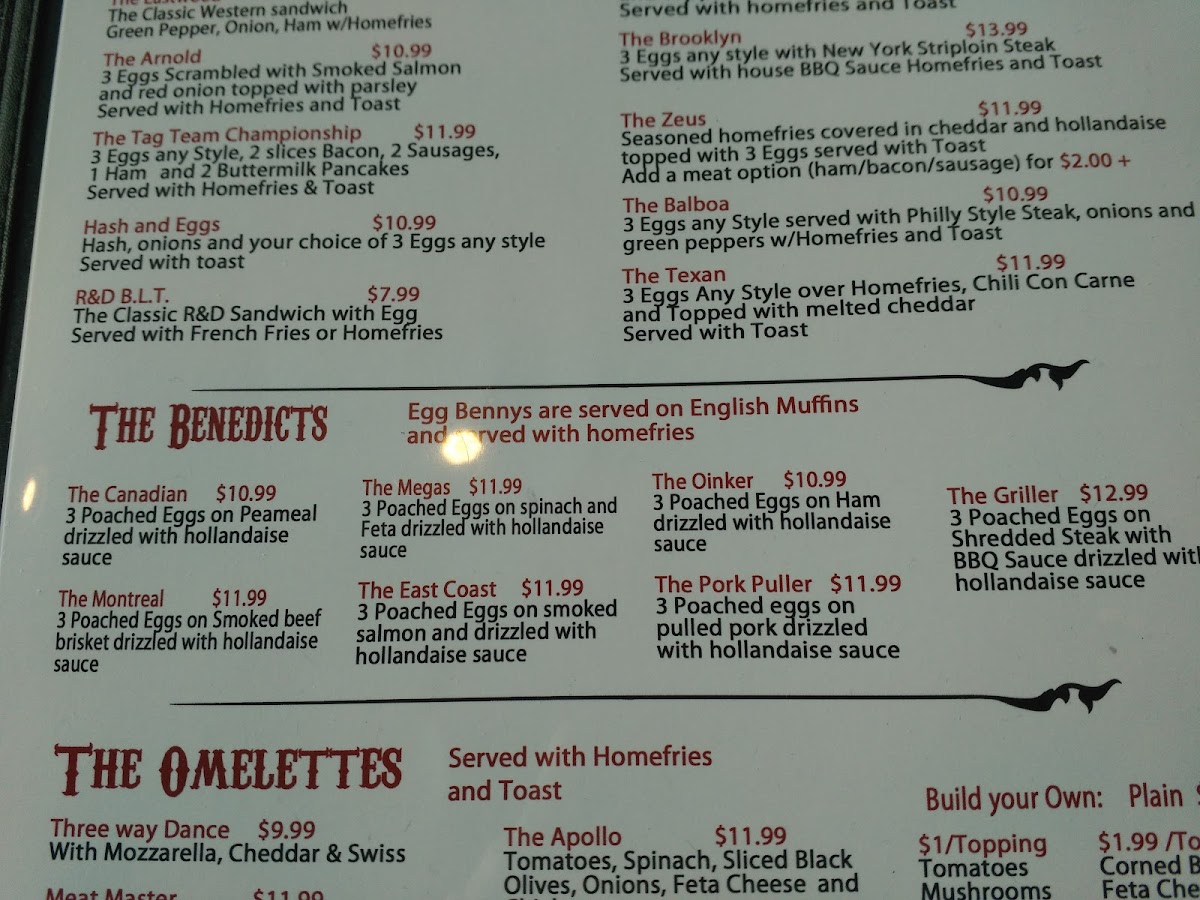 The Classic Western sandwich
Green Pepper, Onion, Ham w/Homefries
The Arnold $10.99
3 Eggs Scrambled with Smoked Salmon
and red onion topped with parsley
Served with Homefries and Toast
The Tag Team Championship $11.99
3 Eggs any Style, 2 slices Bacon, 2 Sausages,
1 Ham and 2 Buttermilk Pancakes
Served with Homefries & Toast
Hash and Eggs $10.99
Hash, onions and your choice of 3 Eggs any style
Served with toast
R&D B.L.T. $7.99
The Classic R&D Sandwich with Egg
Served with French Fries or Homefries
Served with homefries and Toast
The Brooklyn $13.99
3 Eggs any style with New York Striploin Steak
Served with house BBQ Sauce Homefries and Toast
The Zeus $11.99
Seasoned homefries covered in cheddar and hollandaise
topped with 3 Eggs served with Toast
Add a meat option (ham/bacon/sausage) for $2.00 +
The Balboa $10.99
3 Eggs any Style served with Philly Style Steak, onions and
green peppers w/Homefries and Toast
The Texan $11.99
3 Eggs Any Style over Homefries, Chili Con Carne
and Topped with melted cheddar
Served with Toast
The Benedicts
Egg Bennys are served on English Muffins
and served with homefries
The Canadian $10.99
3 Poached Eggs on Peameal
drizzled with hollandaise
sauce
The Megas $11.99
3 Poached Eggs on spinach and
Feta drizzled with hollandaise
sauce
The Oinker $10.99
3 Poached Eggs on Ham
drizzled with hollandaise
sauce
The Griller $12.99
3 Poached Eggs on
Shredded Steak with
BBQ Sauce drizzled with
hollandaise sauce
The Montreal $11.99
3 Poached Eggs on Smoked beef
brisket drizzled with hollandaise
sauce
The East Coast $11.99
3 Poached Eggs on smoked
salmon and drizzled with
hollandaise sauce
The Pork Puller $11.99
3 Poached eggs on
pulled pork drizzled
with hollandaise sauce
The Omelettes
Served with Homefries
and Toast
Three way Dance $9.99
With Mozzarella, Cheddar & Swiss
Meat Master $11.99
The Apollo $11.99
Tomatoes, Spinach, Sliced Black
Olives, Onions, Feta Cheese and
Build your Own: Plain
$1/Topping
Tomatoes
Mushrooms
$1.99 /To
Corned B
Feta Che